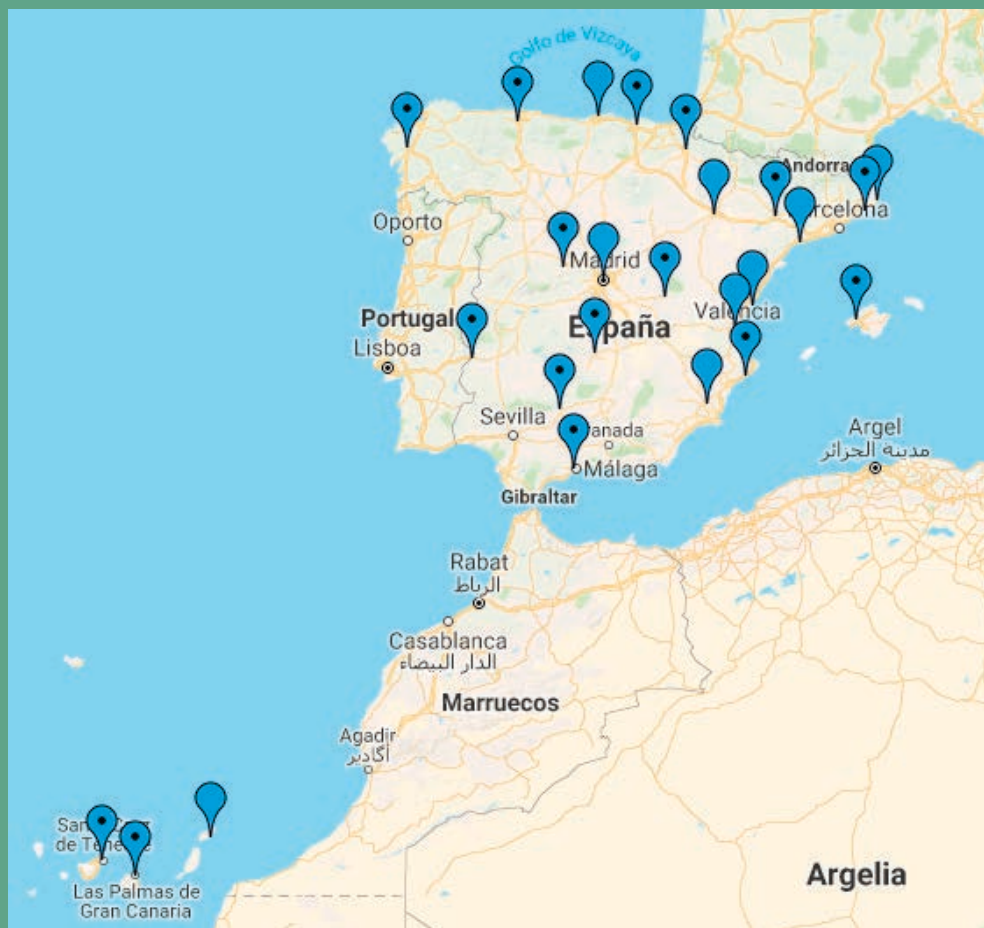 Golfo de Vizcaya
Andorra
Oporto
Barcelona
Madrid
Portugal
Valencia
España
Lisboa
Sevilla
Granada
Argel
مدينة الجزائر
Málaga
Gibraltar
Rabat
الرباط
Casablanca
الدار البيضاء
Marruecos
Agadir
أكادير
Santa Cruz
de Tenerife
Las Palmas de
Gran Canaria
Argelia